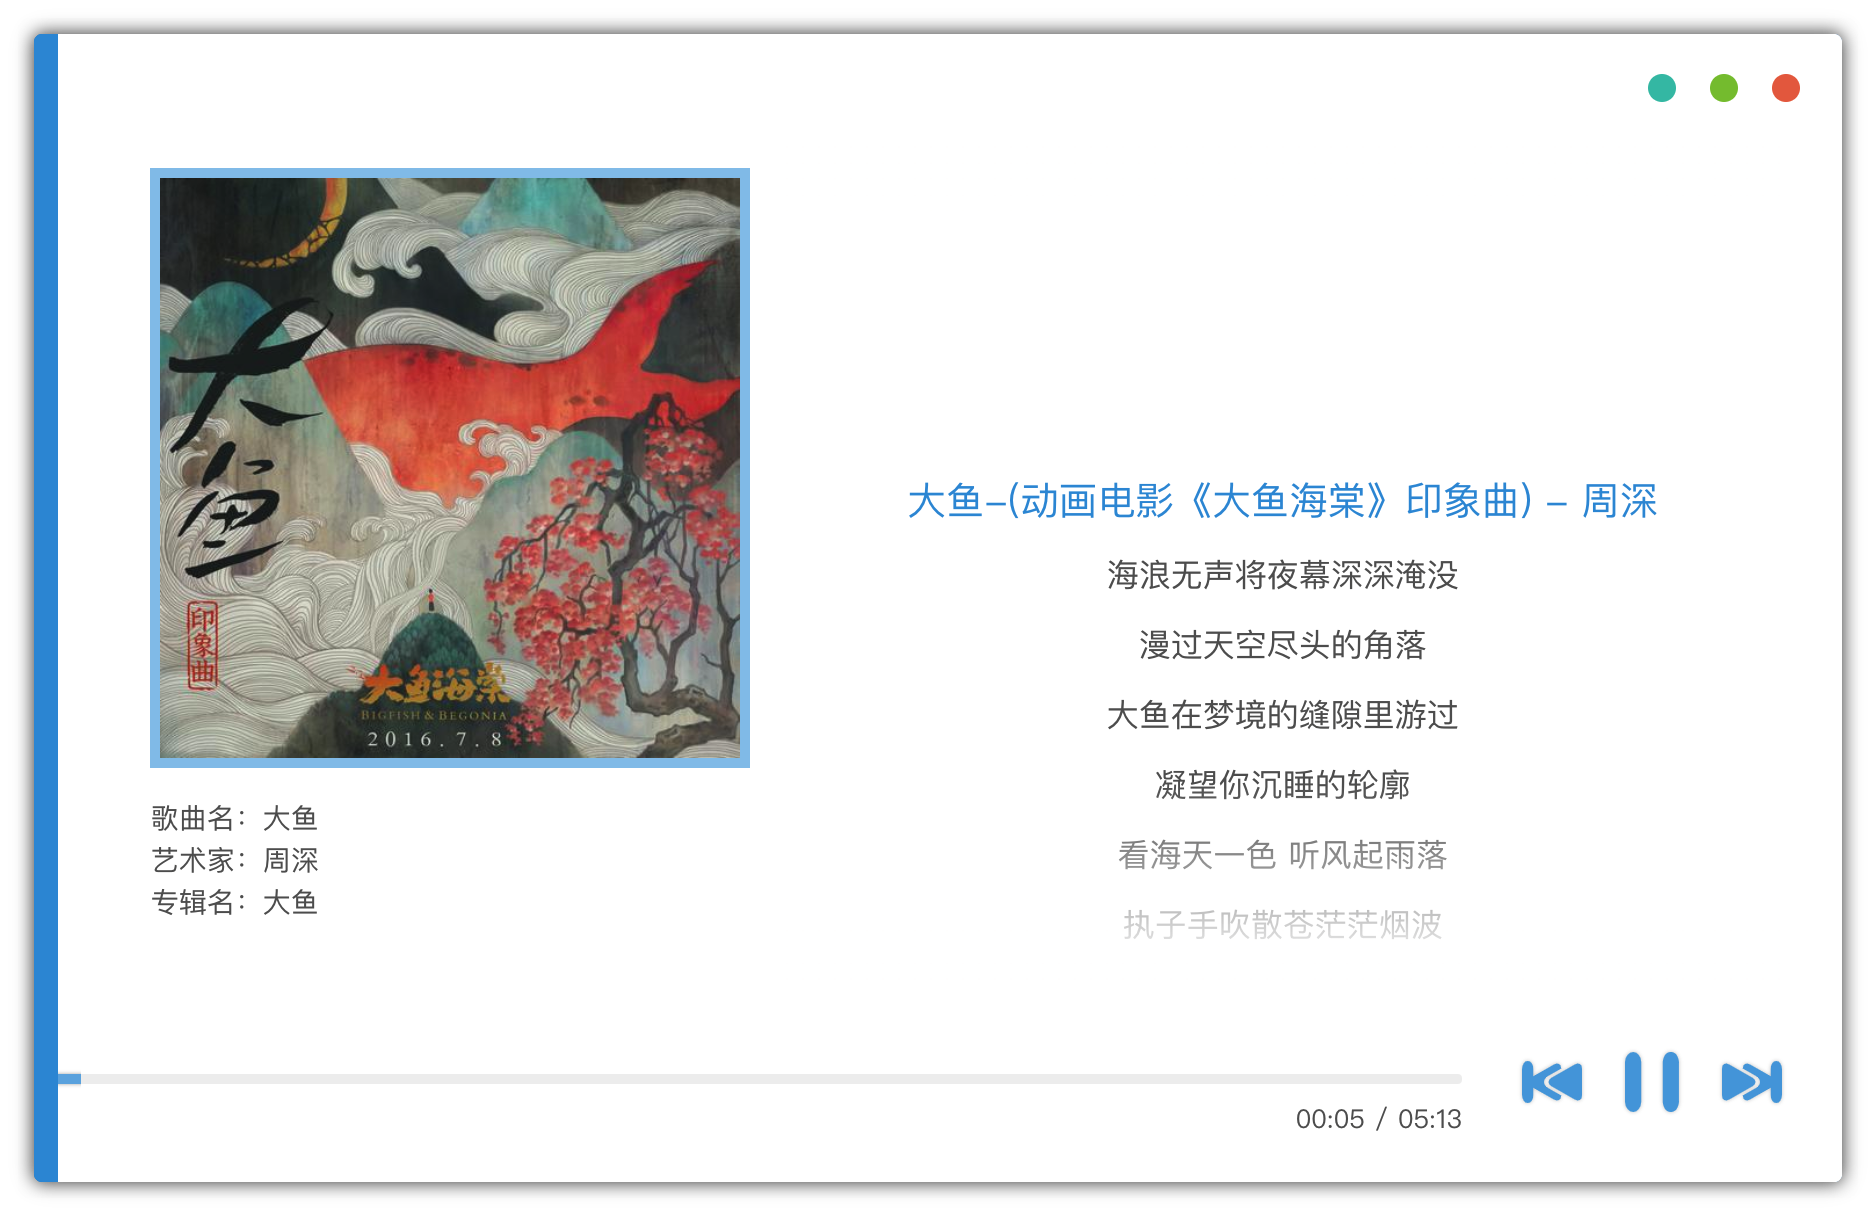 大鱼
印象曲
大鱼海棠
BIGFISH & BEGONIA
2016.7.8
歌曲名：大鱼
艺术家：周深
专辑名：大鱼
大鱼-(动画电影《大鱼海棠》印象曲) - 周深
海浪无声将夜幕深深淹没
漫过天空尽头的角落
大鱼在梦境的缝隙里游过
凝望你沉睡的轮廓
看海天一色 听风起雨落
执子手吹散苍茫茫烟波
00:05 / 05:13